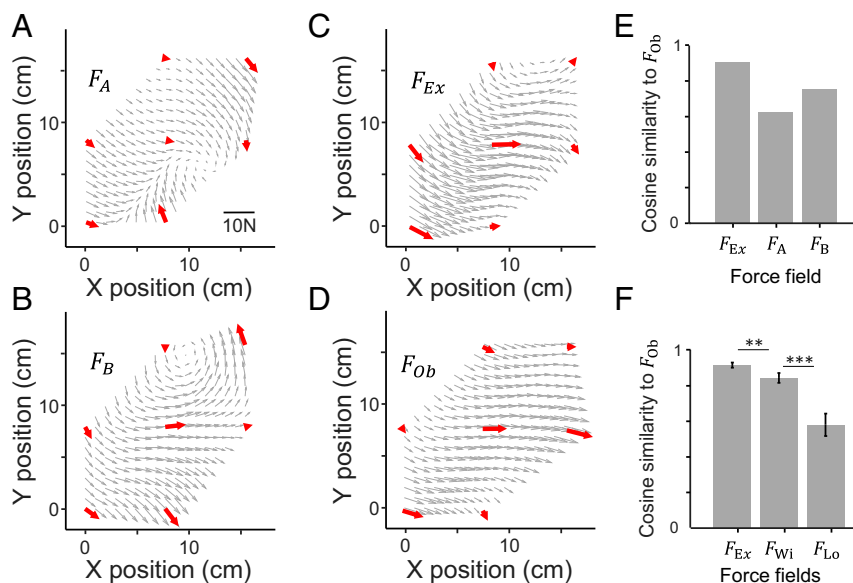 A
F_A
Y position (cm)
10
0
0
10
X position (cm)
10N
C
F_Ex
Y position (cm)
10
0
0
10
X position (cm)
E
Cosine similarity to F_Ob
1
0
F_Ex F_A F_B
Force field
B
F_B
Y position (cm)
10
0
0
10
X position (cm)
D
F_Ob
Y position (cm)
10
0
0
10
X position (cm)
F
Cosine similarity to F_Ob
1
0
** ***
F_Ex F_Wi F_Lo
Force fields